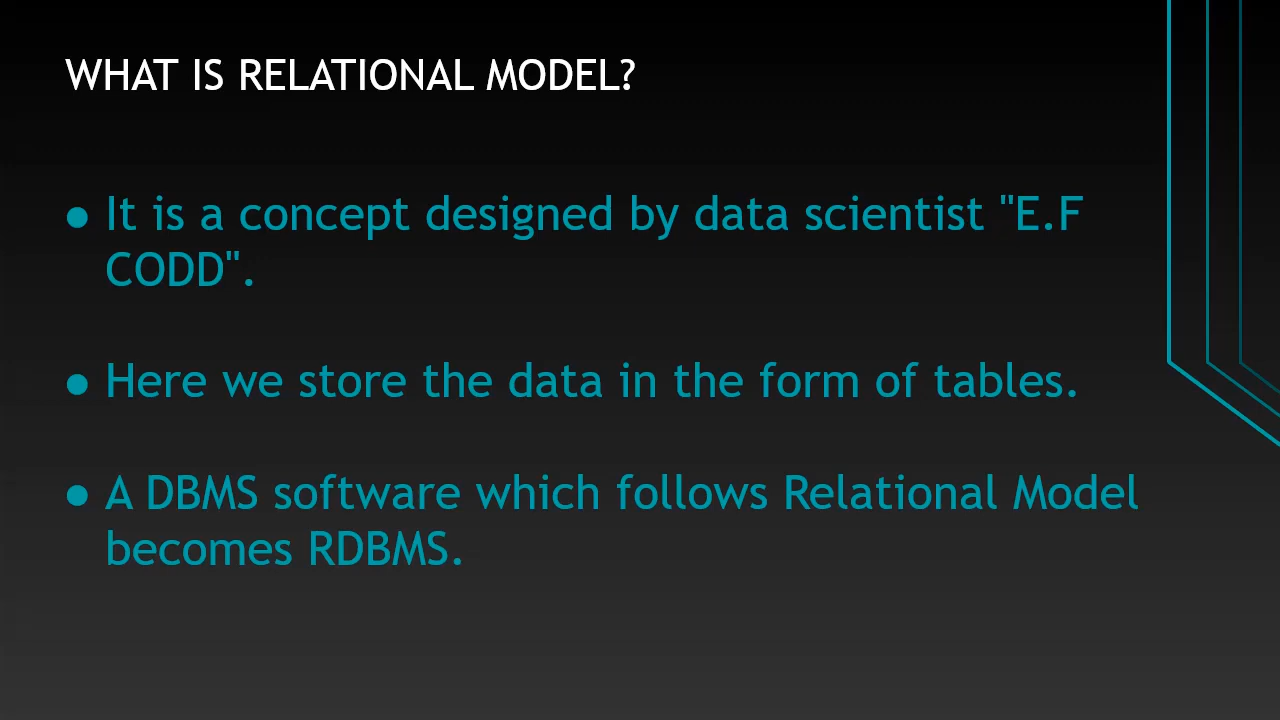 WHAT IS RELATIONAL MODEL?
● It is a concept designed by data scientist "E.F
CODD".
● Here we store the data in the form of tables.
● A DBMS software which follows Relational Model
becomes RDBMS.